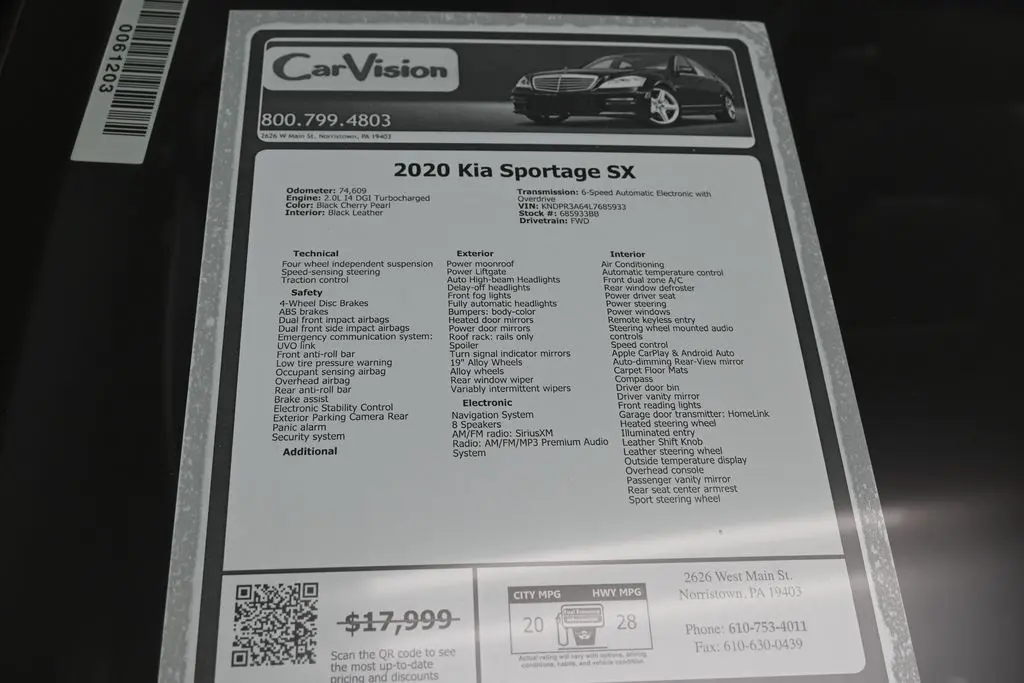 0061203
CarVision
800.799.4803
2626 W Main St. Norristown, PA 19403
2020 Kia Sportage SX
Odometer: 74,609
Engine: 2.0L I4 DGI Turbocharged
Color: Black Cherry Pearl
Interior: Black Leather
Transmission: 6-Speed Automatic Electronic with
Overdrive
VIN: KNDPR3A64L7685933
Stock #: 68593388
Drivetrain: FWD
Technical
Four wheel independent suspension
Speed-sensing steering
Traction control
Safety
4-Wheel Disc Brakes
ABS brakes
Dual front impact airbags
Dual front side impact airbags
Emergency communication system:
UVO link
Front anti-roll bar
Low tire pressure warning
Occupant sensing airbag
Overhead airbag
Rear anti-roll bar
Brake assist
Electronic Stability Control
Exterior Parking Camera Rear
Panic alarm
Security system
Additional
Exterior
Power moonroof
Power Liftgate
Auto High-beam Headlights
Delay-off headlights
Front fog lights
Fully automatic headlights
Bumpers: body-color
Heated door mirrors
Power door mirrors
Roof rack: rails only
Spoiler
Turn signal indicator mirrors
19" Alloy Wheels
Alloy wheels
Rear window wiper
Variably intermittent wipers
Electronic
Navigation System
8 Speakers
AM/FM radio: SiriusXM
Radio: AM/FM/MP3 Premium Audio
System
Interior
Air Conditioning
Automatic temperature control
Front dual zone A/C
Rear window defroster
Power driver seat
Power steering
Power windows
Remote keyless entry
Steering wheel mounted audio
controls
Speed control
Apple CarPlay & Android Auto
Auto-dimming Rear-View mirror
Carpet Floor Mats
Compass
Driver door bin
Driver vanity mirror
Front reading lights
Garage door transmitter: HomeLink
Heated steering wheel
Illuminated entry
Leather Shift Knob
Leather steering wheel
Outside temperature display
Overhead console
Passenger vanity mirror
Rear seat center armrest
Sport steering wheel
$17,999
Scan the QR code to see
the most up-to-date
pricing and discounts
CITY MPG HWY MPG
20 28
Actual rating will vary with options, driving
conditions, habits, and vehicle condition.
2626 West Main St.
Norristown, PA 19403
Phone: 610-753-4011
Fax: 610-630-0439